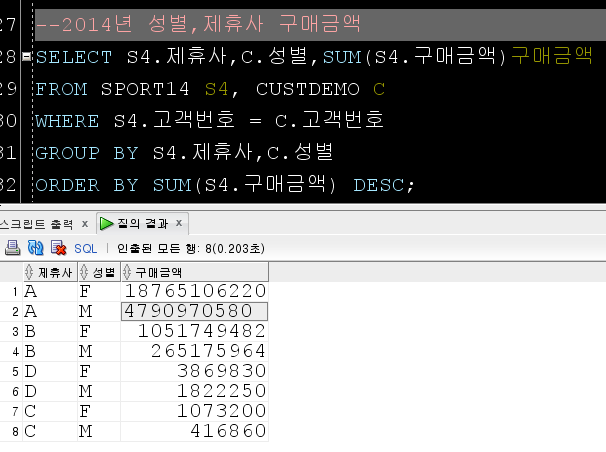 27 --2014년 성별,제휴사 구매금액
28 SELECT S4.제휴사,C.성별,SUM(S4.구매금액)구매금액
29 FROM SPORT14 S4, CUSTDEMO C
30 WHERE S4.고객번호 = C.고객번호
31 GROUP BY S4.제휴사,C.성별
32 ORDER BY SUM(S4.구매금액) DESC;
스크립트 출력 x 질의 결과 x
SQL | 인출된 모든 행: 8(0.203초)
제휴사 성별 구매금액
1 A F 18765106220
2 A M 4790970580
3 B F 1051749482
4 B M 265175964
5 D F 3869830
6 D M 1822250
7 C F 1073200
8 C M 416860